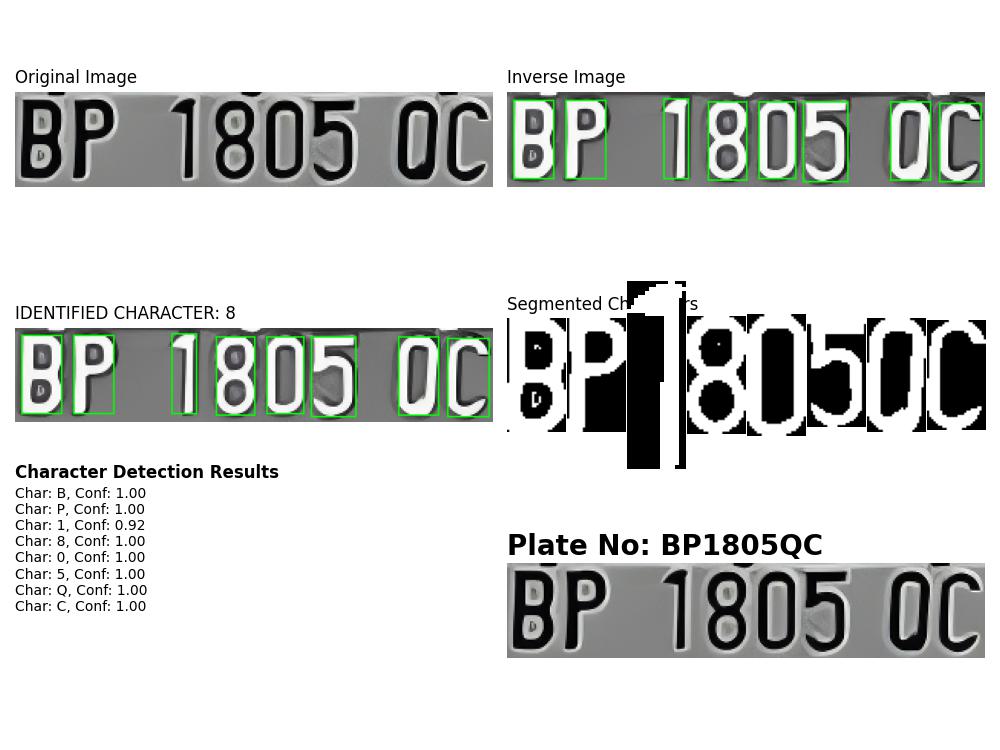 Original Image
BP 1805 QC
Inverse Image
BP 1805 QC
IDENTIFIED CHARACTER: 8
BP 1805 QC
Segmented Ch rs
BP1805QC
Character Detection Results
Char: B, Conf: 1.00
Char: P, Conf: 1.00
Char: 1, Conf: 0.92
Char: 8, Conf: 1.00
Char: 0, Conf: 1.00
Char: 5, Conf: 1.00
Char: Q, Conf: 1.00
Char: C, Conf: 1.00
Plate No: BP1805QC
BP 1805 QC